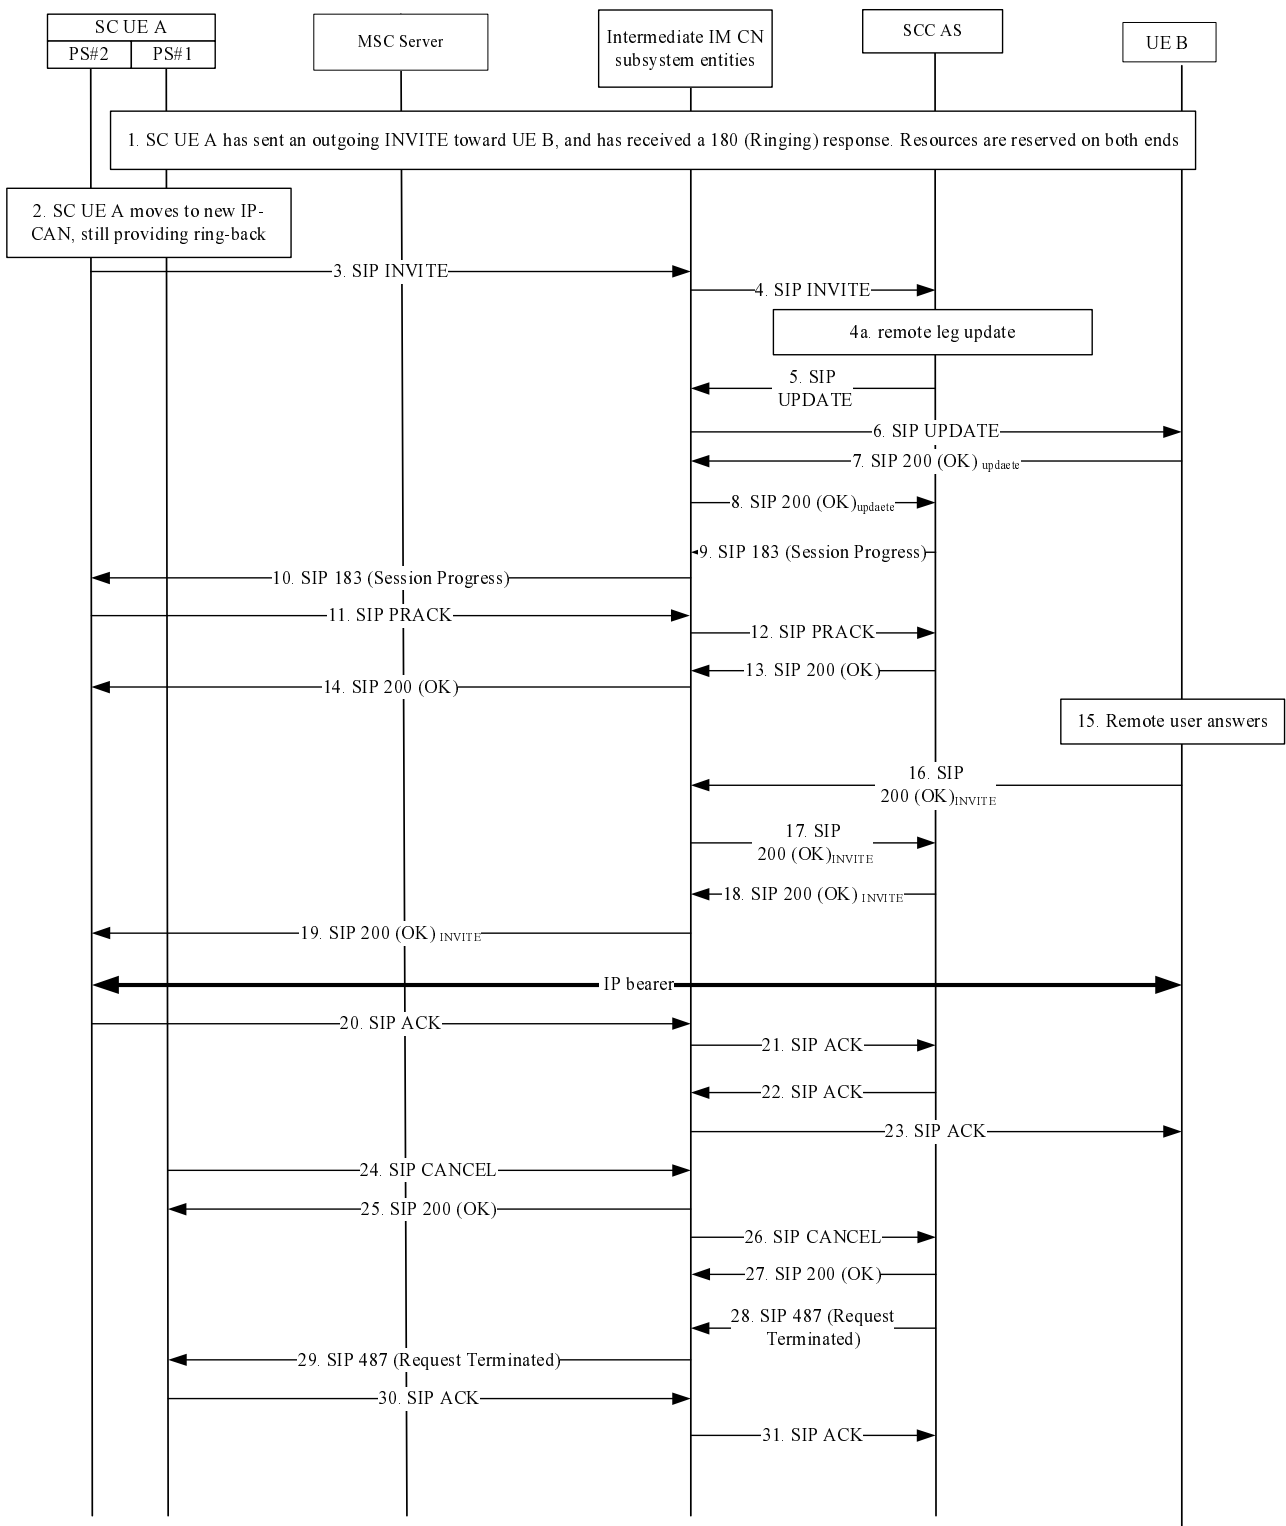 SC UE A
PS#2
PS#1
MSC Server
Intermediate IM CN
subsystem entities
SCC AS
UE B
1. SC UE A has sent an outgoing INVITE toward UE B, and has received a 180 (Ringing) response. Resources are reserved on both ends
2. SC UE A moves to new IP-
CAN, still providing ring-back
3. SIP INVITE
4. SIP INVITE
4a. remote leg update
5. SIP
UPDATE
6. SIP UPDATE
7. SIP 200 (OK) updaete
8. SIP 200 (OK)updaete
9. SIP 183 (Session Progress)
10. SIP 183 (Session Progress)
11. SIP PRACK
12. SIP PRACK
13. SIP 200 (OK)
14. SIP 200 (OK)
15. Remote user answers
16. SIP
200 (OK)INVITE
17. SIP
200 (OK)INVITE
18. SIP 200 (OK) INVITE
19. SIP 200 (OK) INVITE
IP bearer
20. SIP ACK
21. SIP ACK
22. SIP ACK
23. SIP ACK
24. SIP CANCEL
25. SIP 200 (OK)
26. SIP CANCEL
27. SIP 200 (OK)
28. SIP 487 (Request
Terminated)
29. SIP 487 (Request Terminated)
30. SIP ACK
31. SIP ACK